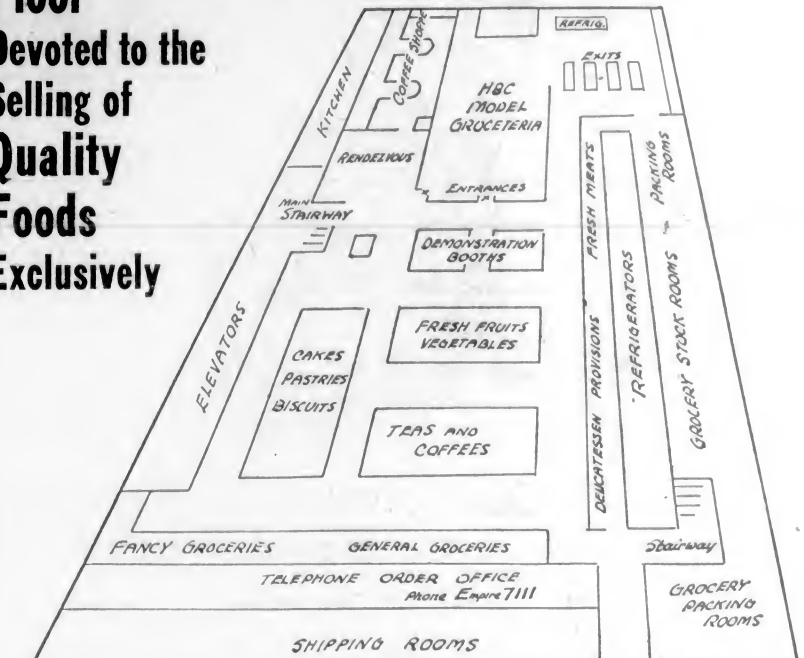 Floor
Devoted to the
Selling of
Quality
Foods
Exclusively
REFRIG.
EXITS
KITCHEN
COFFEE SHOPPE
HBC
MODEL
GROCETERIA
RENDEZVOUS
ENTRANCES
MAIN
STAIRWAY
DEMONSTRATION
BOOTHS
FRESH MEATS
PACKING
ROOMS
ELEVATORS
CAKES
PASTRIES
BISCUITS
FRESH FRUITS
VEGETABLES
TEAS AND
COFFEES
DELICATESSEN PROVISIONS
REFRIGERATORS
GROCERY STOCK ROOMS
FANCY GROCERIES
GENERAL GROCERIES
Stairway
TELEPHONE ORDER OFFICE
Phone Empire 7111
GROCERY
PACKING
ROOMS
SHIPPING ROOMS